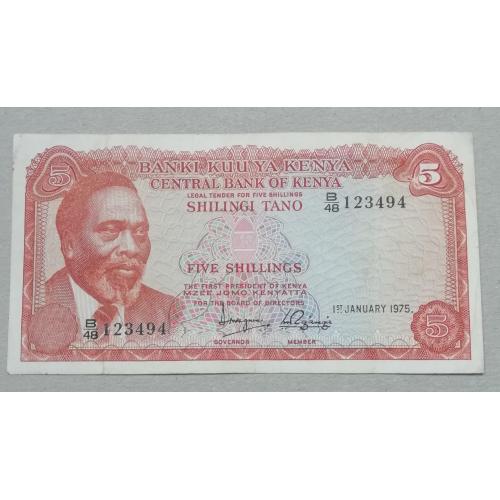 5
5
BANKI KUU YA KENYA
CENTRAL BANK OF KENYA
LEGAL TENDER FOR FIVE SHILLINGS
SHILINGI TANO
B/48 123494
FIVE SHILLINGS
THE FIRST PRESIDENT OF KENYA
MZEE JOMO KENYATTA
FOR THE BOARD OF DIRECTORS
1ST JANUARY 1975.
B/48 123494
5
GOVERNOR
MEMBER